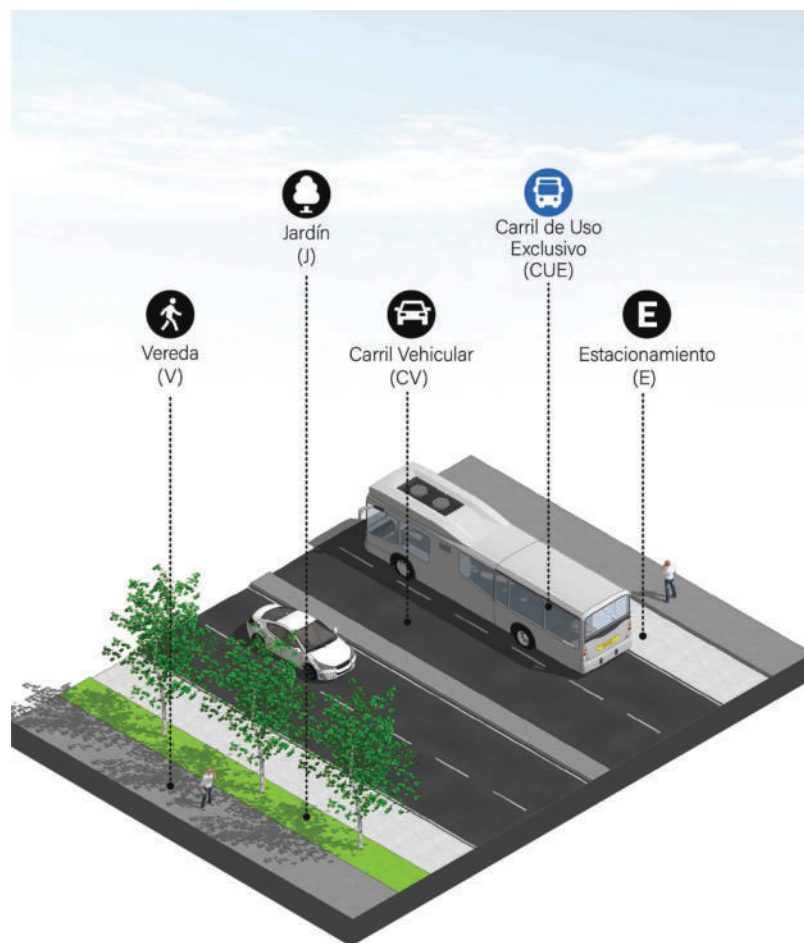 Jardín
(J)
Carril de Uso
Exclusivo
(CUE)
Vereda
(V)
Carril Vehicular
(CV)
E
Estacionamiento
(E)